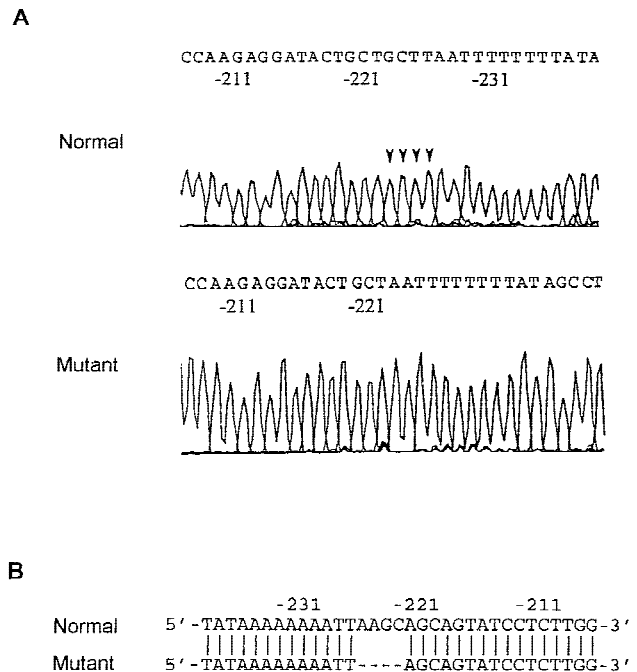 A
CCAAGAGGATACTGCTGCTTAATTTTTTTTATA
-211 -221 -231
Normal
CCAAGAGGATACTGCTAATTTTTTTTATAGCCT
-211 -221
Mutant
B
-231 -221 -211
Normal 5'-TATAAAAAAAATTAAGCAGCAGTATCCTCTTGG-3'
Mutant 5'-TATAAAAAAAATT----AGCAGTATCCTCTTGG-3'